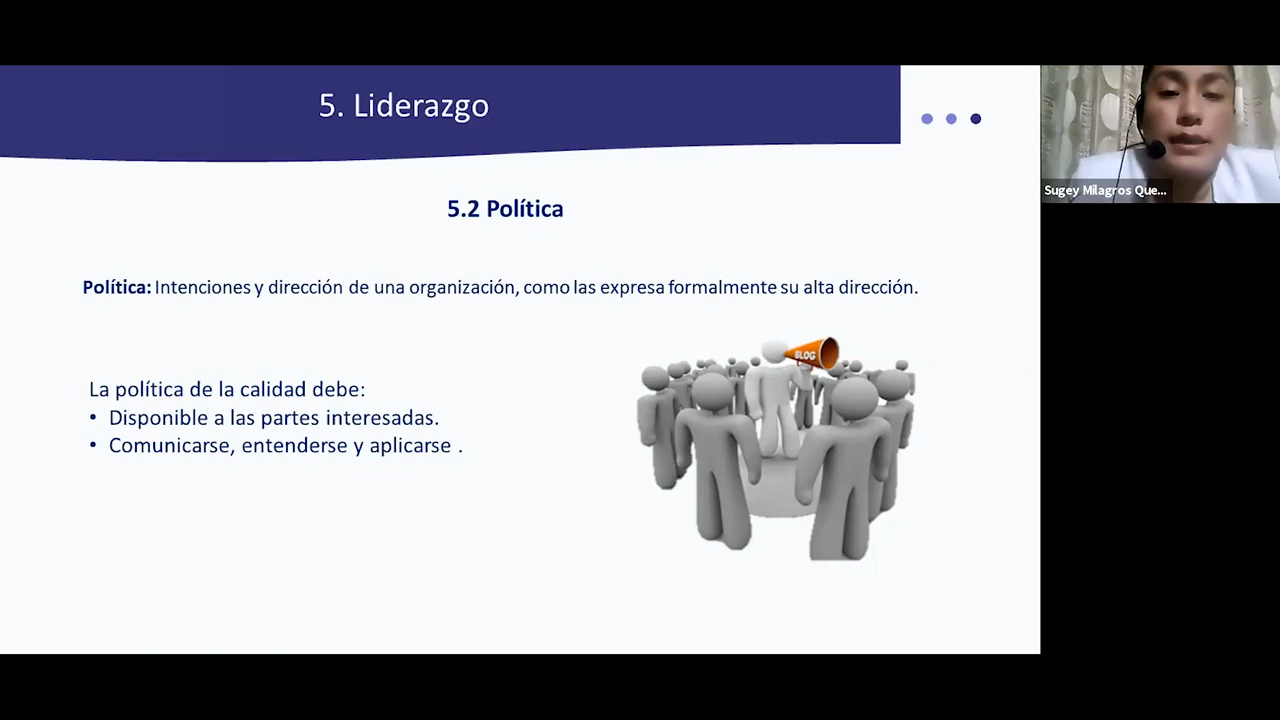 5. Liderazgo
5.2 Política
Política: Intenciones y dirección de una organización, como las expresa formalmente su alta dirección.
BLOG
La política de la calidad debe:
• Disponible a las partes interesadas.
• Comunicarse, entenderse y aplicarse .
Sugey Milagros Que...